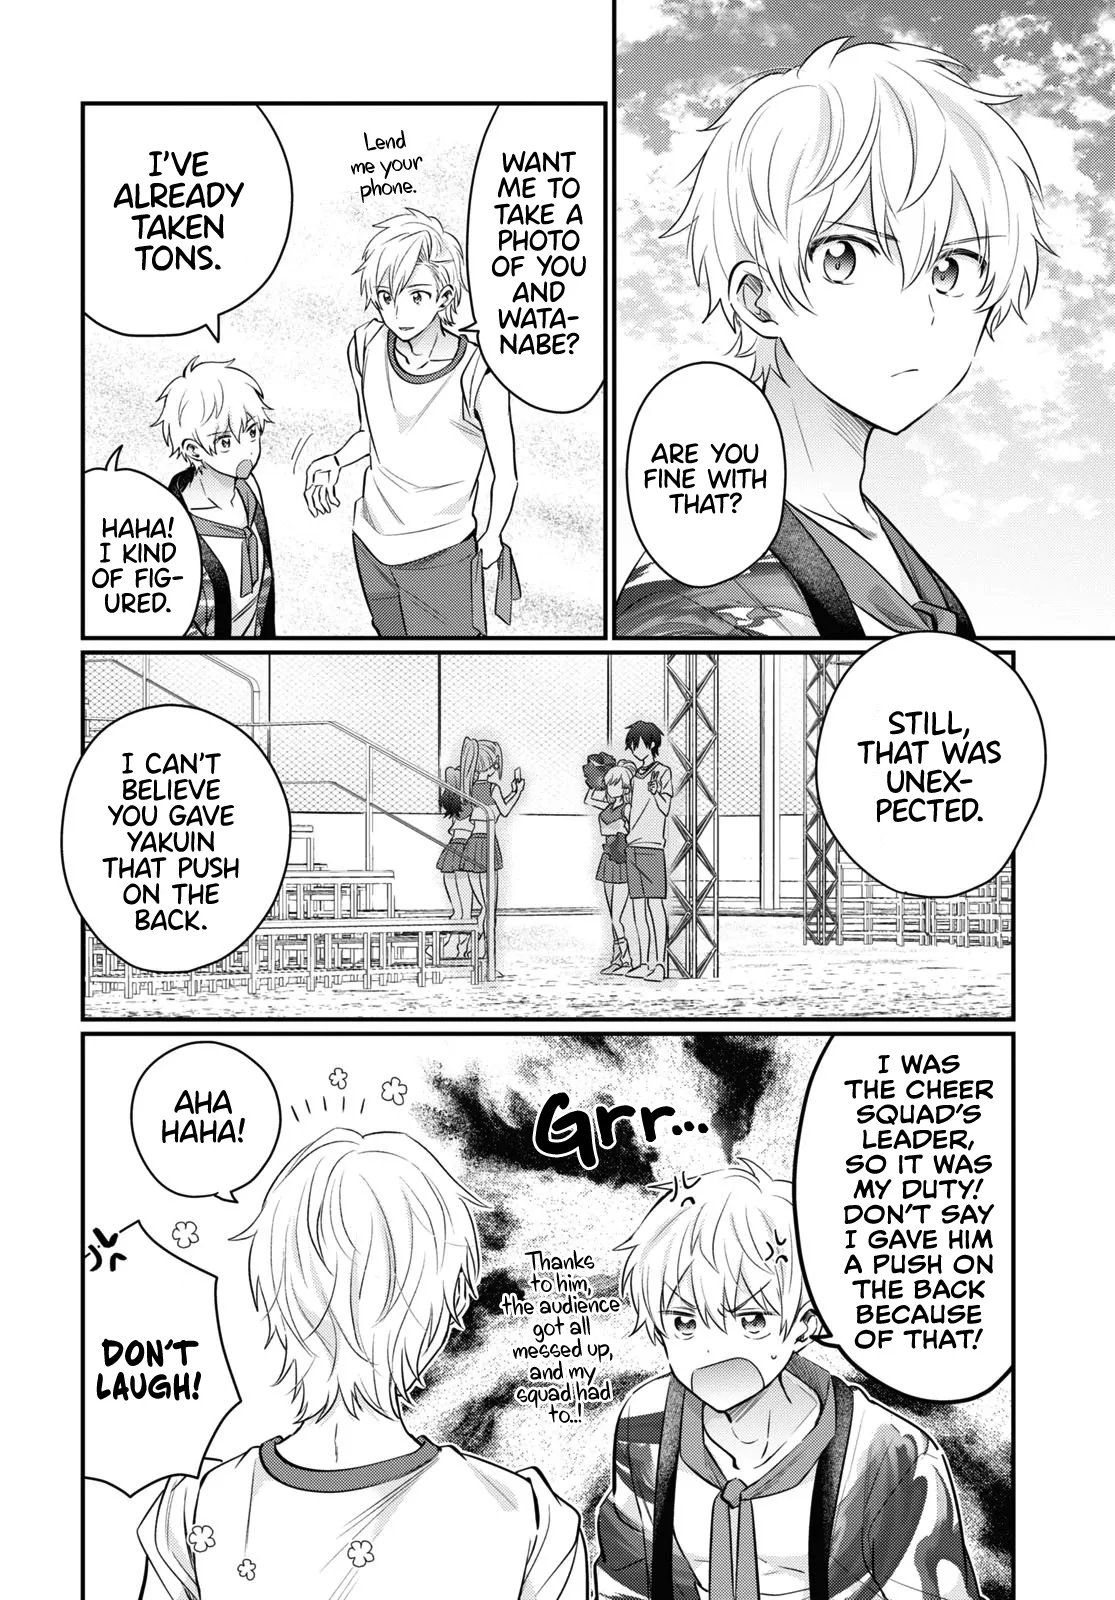 ARE YOU
FINE WITH
THAT?
WANT
ME TO
TAKE A
PHOTO
OF YOU
AND
WATA-
NABE?
Lend
me your
phone.
I'VE
ALREADY
TAKEN
TONS.
HAHA!
I KIND
OF FIG-
URED.
STILL,
THAT WAS
UNEX-
PECTED.
I CAN'T
BELIEVE
YOU GAVE
YAKUIN
THAT PUSH
ON THE
BACK.
I WAS
THE CHEER
SQUAD'S
LEADER,
SO IT WAS
MY DUTY!
DON'T SAY
I GAVE HIM
A PUSH ON
THE BACK
BECAUSE
OF THAT!
Grr...
Thanks
to him,
the audience
got all
messed up,
and my
squad had
to..!
AHA
HAHA!
DON'T
LAUGH!